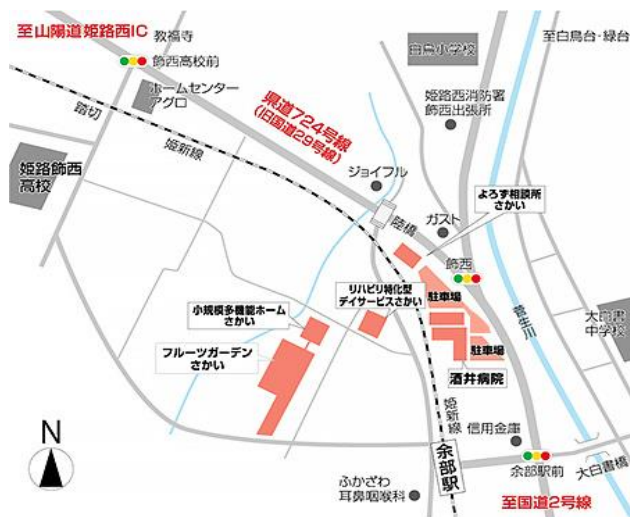 至山陽道姫路西IC
教福寺
飾西高校前
ホームセンター
アグロ
踏切
姫新線
姫路飾西
高校
県道724号線
(旧国道29号線)
白鳥小学校
至白鳥台・緑台
姫路西消防署
飾西出張所
ジョイフル
陸橋
ガスト
よろず相談所
さかい
飾西
駐車場
菅生川
大白書
中学校
リハビリ特化型
デイサービスさかい
小規模多機能ホーム
さかい
フルーツガーデン
さかい
駐車場
酒井病院
姫新線
余部駅
信用金庫
余部駅前
大白書橋
ふかざわ
耳鼻咽喉科
至国道2号線
N